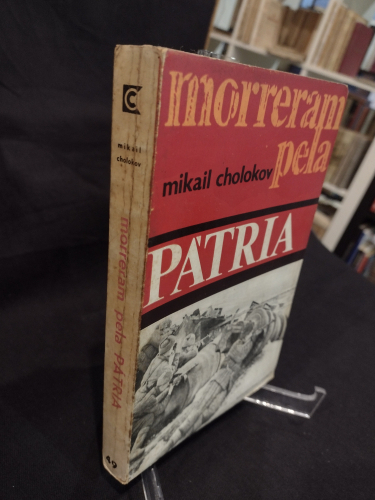 morreram
pela
mikail cholokov
PÁTRIA
C
mikail
cholokov
morreram pela PÁTRIA
49